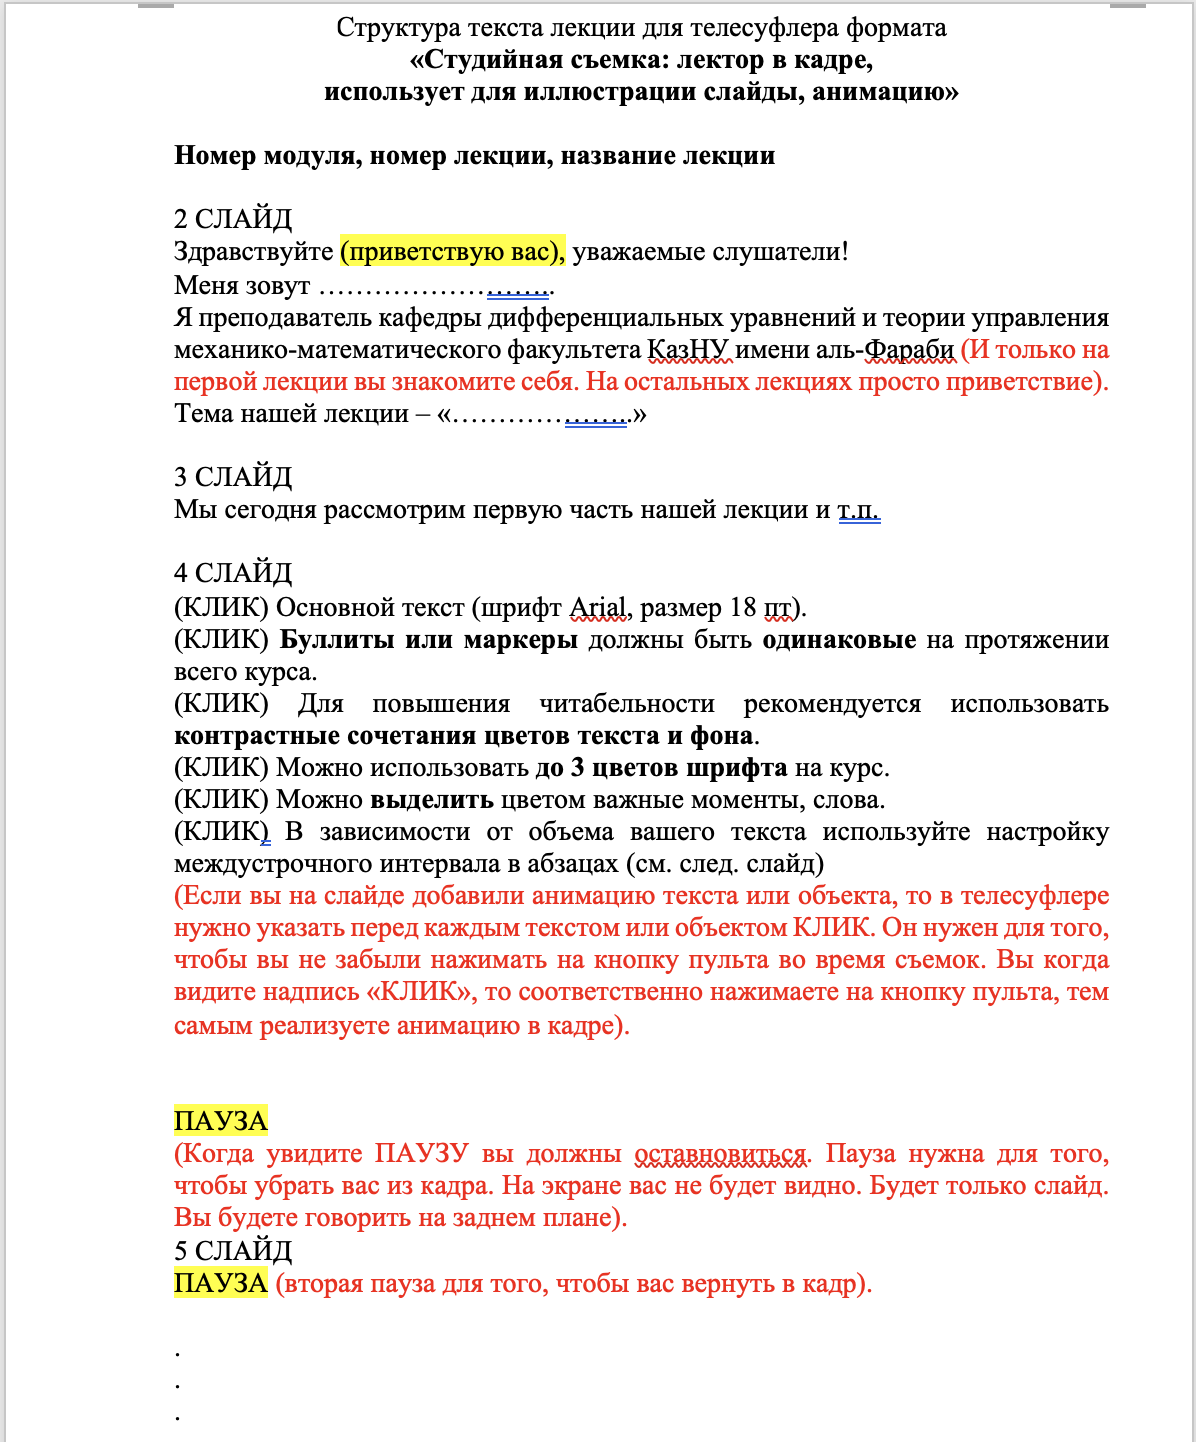 Структура текста лекции для телесуфлера формата
«Студийная съемка: лектор в кадре,
использует для иллюстрации слайды, анимацию»
Номер модуля, номер лекции, название лекции
2 СЛАЙД
Здравствуйте (приветствую вас), уважаемые слушатели!
Меня зовут ……………………….
Я преподаватель кафедры дифференциальных уравнений и теории управления
механико-математического факультета КазНУ имени аль-Фараби (И только на
первой лекции вы знакомите себя. На остальных лекциях просто приветствие).
Тема нашей лекции – «…………………..»
3 СЛАЙД
Мы сегодня рассмотрим первую часть нашей лекции и т.п.
4 СЛАЙД
(КЛИК) Основной текст (шрифт Arial, размер 18 пт).
(КЛИК) Буллиты или маркеры должны быть одинаковые на протяжении
всего курса.
(КЛИК) Для повышения читабельности рекомендуется использовать
контрастные сочетания цветов текста и фона.
(КЛИК) Можно использовать до 3 цветов шрифта на курс.
(КЛИК) Можно выделить цветом важные моменты, слова.
(КЛИК) В зависимости от объема вашего текста используйте настройку
междустрочного интервала в абзацах (см. след. слайд)
(Если вы на слайде добавили анимацию текста или объекта, то в телесуфлере
нужно указать перед каждым текстом или объектом КЛИК. Он нужен для того,
чтобы вы не забыли нажимать на кнопку пульта во время съемок. Вы когда
видите надпись «КЛИК», то соответственно нажимаете на кнопку пульта, тем
самым реализуете анимацию в кадре).
ПАУЗА
(Когда увидите ПАУЗУ вы должны оставновиться. Пауза нужна для того,
чтобы убрать вас из кадра. На экране вас не будет видно. Будет только слайд.
Вы будете говорить на заднем плане).
5 СЛАЙД
ПАУЗА (вторая пауза для того, чтобы вас вернуть в кадр).
.
.
.